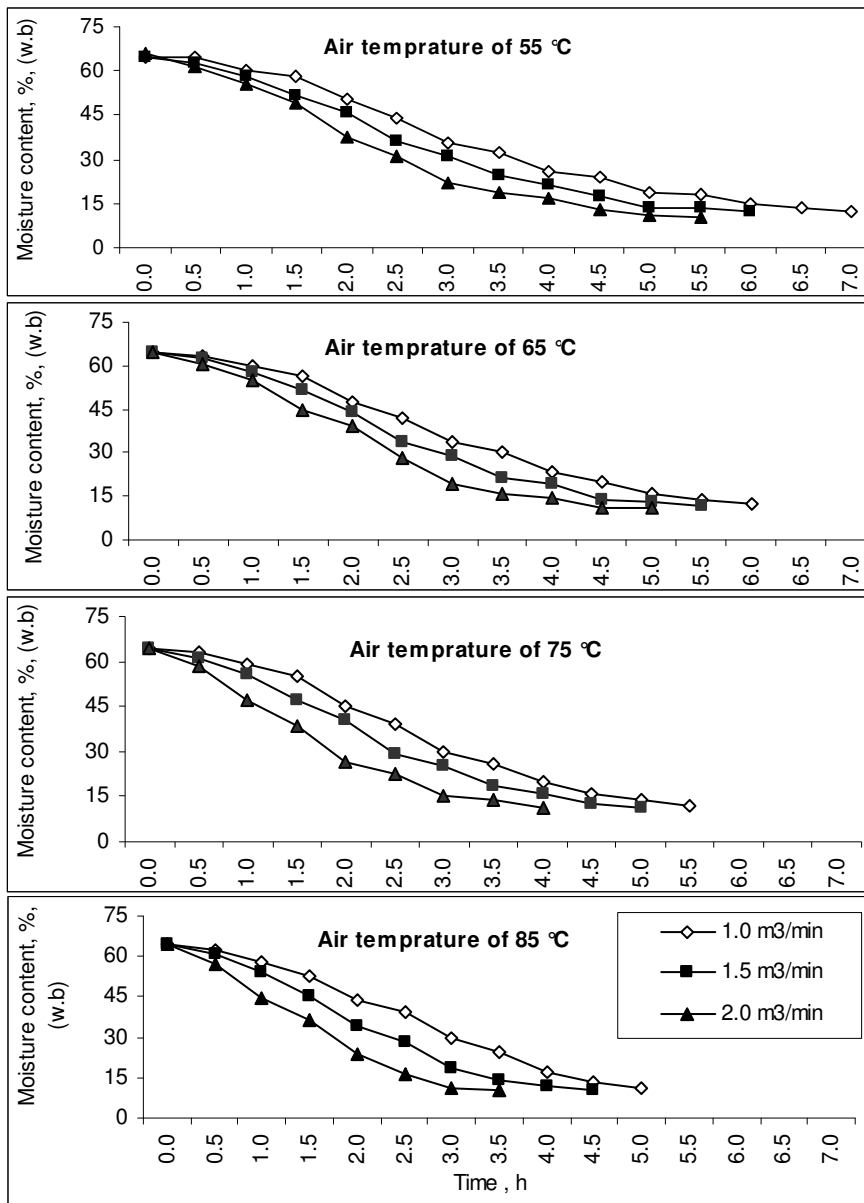 Air temprature of 55 °C
Moisture content, %, (w.b)
75
60
45
30
15
0
0.0 0.5 1.0 1.5 2.0 2.5 3.0 3.5 4.0 4.5 5.0 5.5 6.0 6.5 7.0
Air temprature of 65 °C
Moisture content, %, (w.b)
75
60
45
30
15
0
0.0 0.5 1.0 1.5 2.0 2.5 3.0 3.5 4.0 4.5 5.0 5.5 6.0 6.5 7.0
Air temprature of 75 °C
Moisture content, %, (w.b)
75
60
45
30
15
0
0.0 0.5 1.0 1.5 2.0 2.5 3.0 3.5 4.0 4.5 5.0 5.5 6.0 6.5 7.0
Air temprature of 85 °C
Moisture content, %,
(w.b)
75
60
45
30
15
0
1.0 m3/min
1.5 m3/min
2.0 m3/min
0.0 0.5 1.0 1.5 2.0 2.5 3.0 3.5 4.0 4.5 5.0 5.5 6.0 6.5 7.0
Time , h